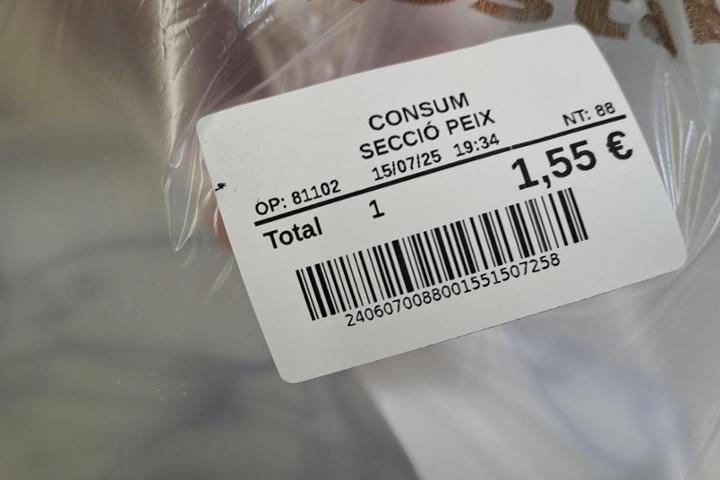 CONSUM
SECCIÓ PEIX
OP: 81102 15/07/25 19:34 NT: 88
Total 1 1,55 €
2406070088001551507258